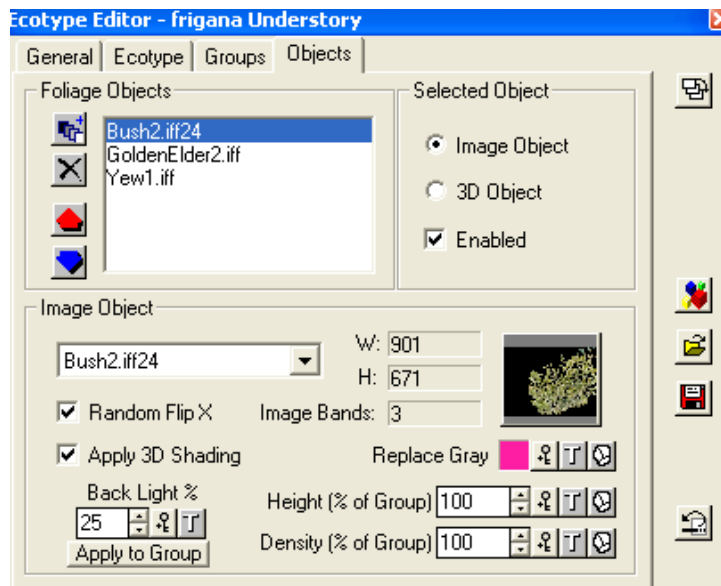 Ecotype Editor - frigana Understory
General Ecotype Groups Objects
Foliage Objects
Bush2.iff24
GoldenElder2.iff
Yew1.iff
Selected Object
Image Object
3D Object
Enabled
Image Object
Bush2.iff24
W: 901
H: 671
Random Flip X
Image Bands: 3
Apply 3D Shading
Replace Gray
Back Light %
25
Apply to Group
Height (% of Group) 100
Density (% of Group) 100